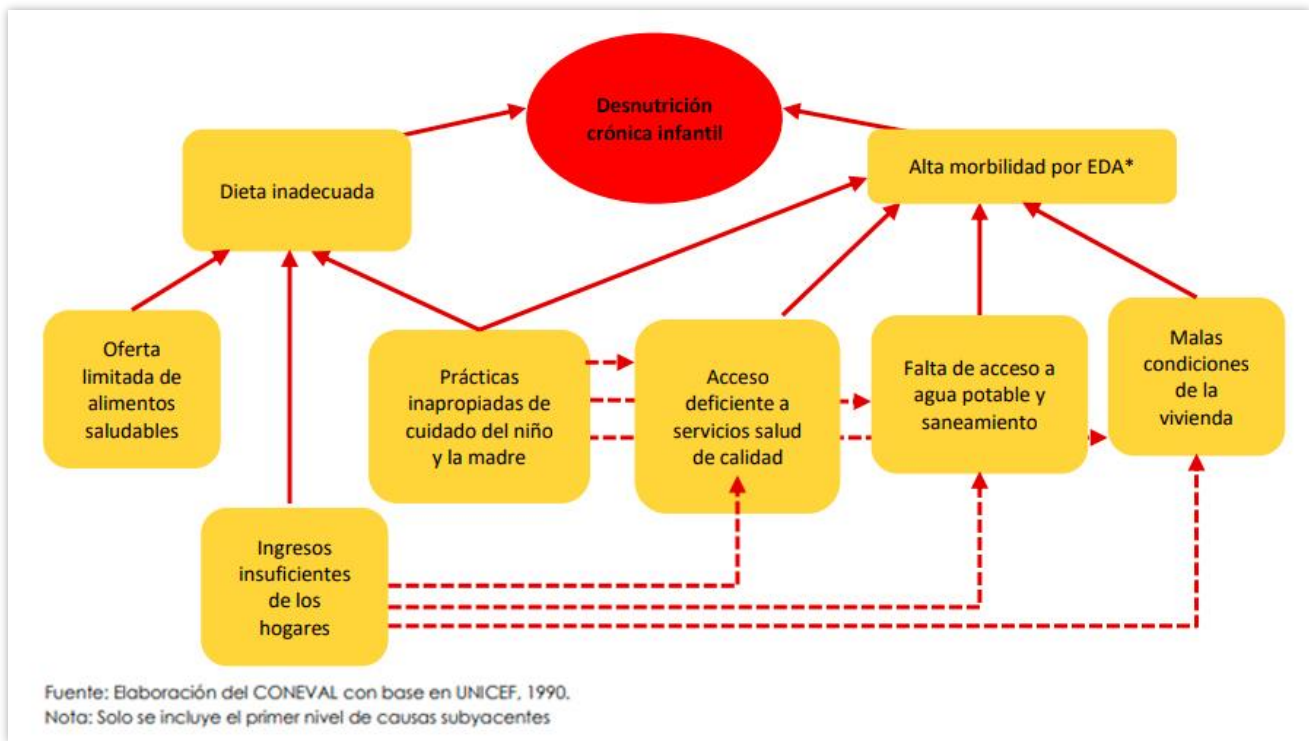 Desnutrición
crónica infantil
Dieta inadecuada
Alta morbilidad por EDA*
Oferta
limitada de
alimentos
saludables
Prácticas
inapropiadas de
cuidado del niño
y la madre
Acceso
deficiente a
servicios salud
de calidad
Falta de acceso a
agua potable y
saneamiento
Malas
condiciones
de la
vivienda
Ingresos
insuficientes
de los
hogares
Fuente: Elaboración del CONEVAL con base en UNICEF, 1990.
Nota: Solo se incluye el primer nivel de causas subyacentes